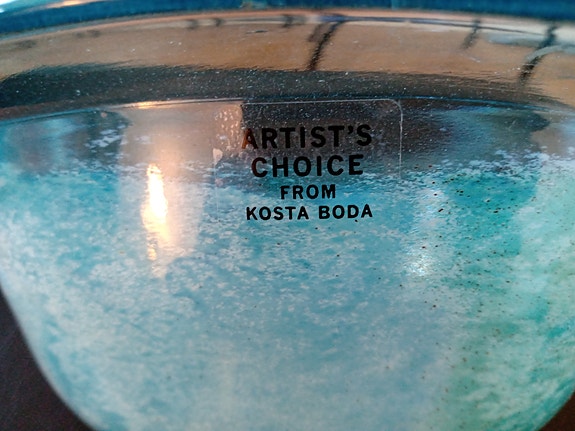 ARTIST'S
CHOICE
FROM
KOSTA BODA